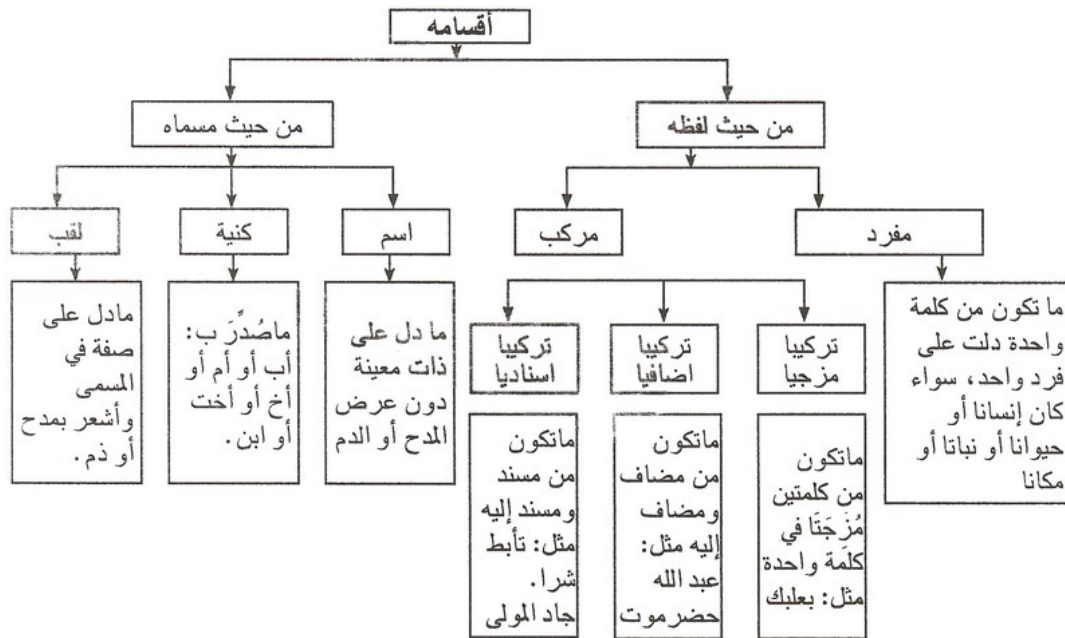 أقسامه
من حيث لفظه
من حيث مسماه
مفرد
مركب
اسم
كنية
لقب
ما تكون من كلمة
واحدة دلت على
فرد واحد، سواء
كان إنسانا أو
حيوانا أو نباتا أو
مكانا
تركيبا
مزجيا
تركيبا
اضافيا
تركيبا
اسناديا
ماتكون
من كلمتين
مُزِجَتَا في
كلمة واحدة
مثل: بعلبك
ماتكون
من مضاف
ومضاف
إليه مثل:
عبد الله
حضرموت
ماتكون
من مسند
ومسند إليه
مثل: تأبط
شرا.
جاد المولى
ما دل على
ذات معينة
دون عرض
المدح أو الدم
ماصُدِّرَ ب:
أب أو أم أو
أخ أو أخت
أو ابن.
مادل على
صفة في
المسمى
وأشعر بمدح
أو ذم.